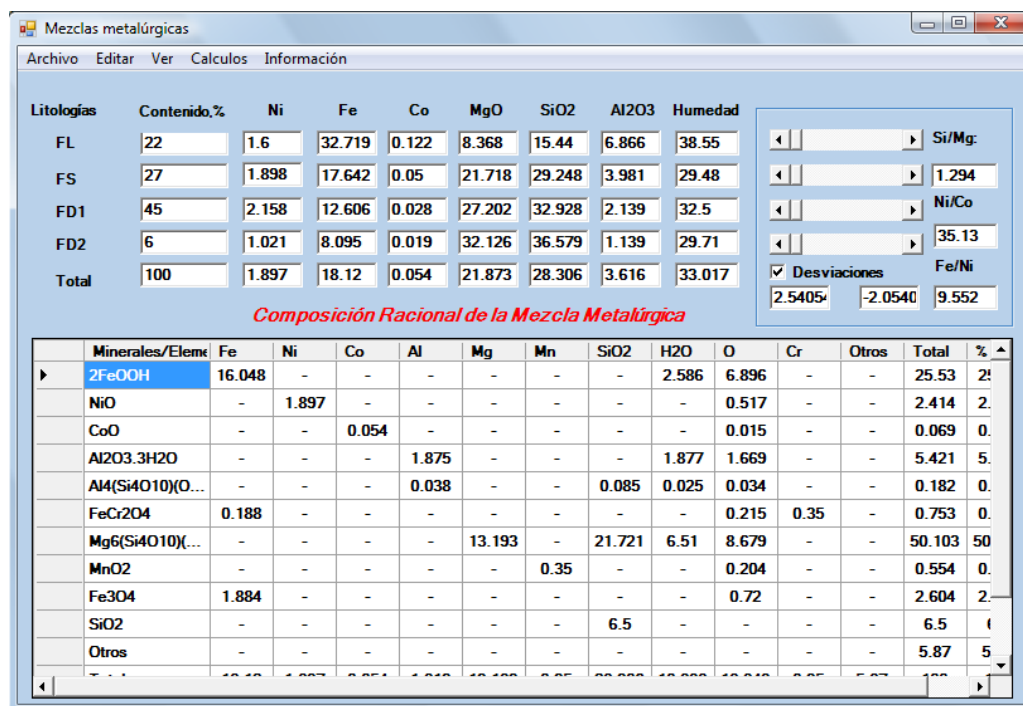 Mezclas metalúrgicas
Archivo Editar Ver Calculos Información
Litologías Contenido,% Ni Fe Co MgO SiO2 Al2O3 Humedad
FL 22 1.6 32.719 0.122 8.368 15.44 6.866 38.55 Si/Mg:
FS 27 1.898 17.642 0.05 21.718 29.248 3.981 29.48 1.294
FD1 45 2.158 12.606 0.028 27.202 32.928 2.139 32.5 Ni/Co
FD2 6 1.021 8.095 0.019 32.126 36.579 1.139 29.71 35.13
Total 100 1.897 18.12 0.054 21.873 28.306 3.616 33.017 Desviaciones Fe/Ni
2.5405 -2.0540 9.552
Composición Racional de la Mezcla Metalúrgica
Minerales/Eleme Fe Ni Co Al Mg Mn SiO2 H2O O Cr Otros Total %
2FeOOH 16.048 - - - - - - 2.586 6.896 - - 25.53 25
NiO - 1.897 - - - - - - 0.517 - - 2.414 2.
CoO - - 0.054 - - - - - 0.015 - - 0.069 0.
Al2O3.3H2O - - - 1.875 - - - 1.877 1.669 - - 5.421 5.
Al4(Si4O10)(O... - - - 0.038 - - 0.085 0.025 0.034 - - 0.182 0.
FeCr2O4 0.188 - - - - - - - 0.215 0.35 - 0.753 0.
Mg6(Si4O10)(... - - - - 13.193 - 21.721 6.51 8.679 - - 50.103 50
MnO2 - - - - - 0.35 - - 0.204 - - 0.554 0.
Fe3O4 1.884 - - - - - - - 0.72 - - 2.604 2.
SiO2 - - - - - - 6.5 - - - - 6.5
Otros - - - - - - - - - - - 5.87 5